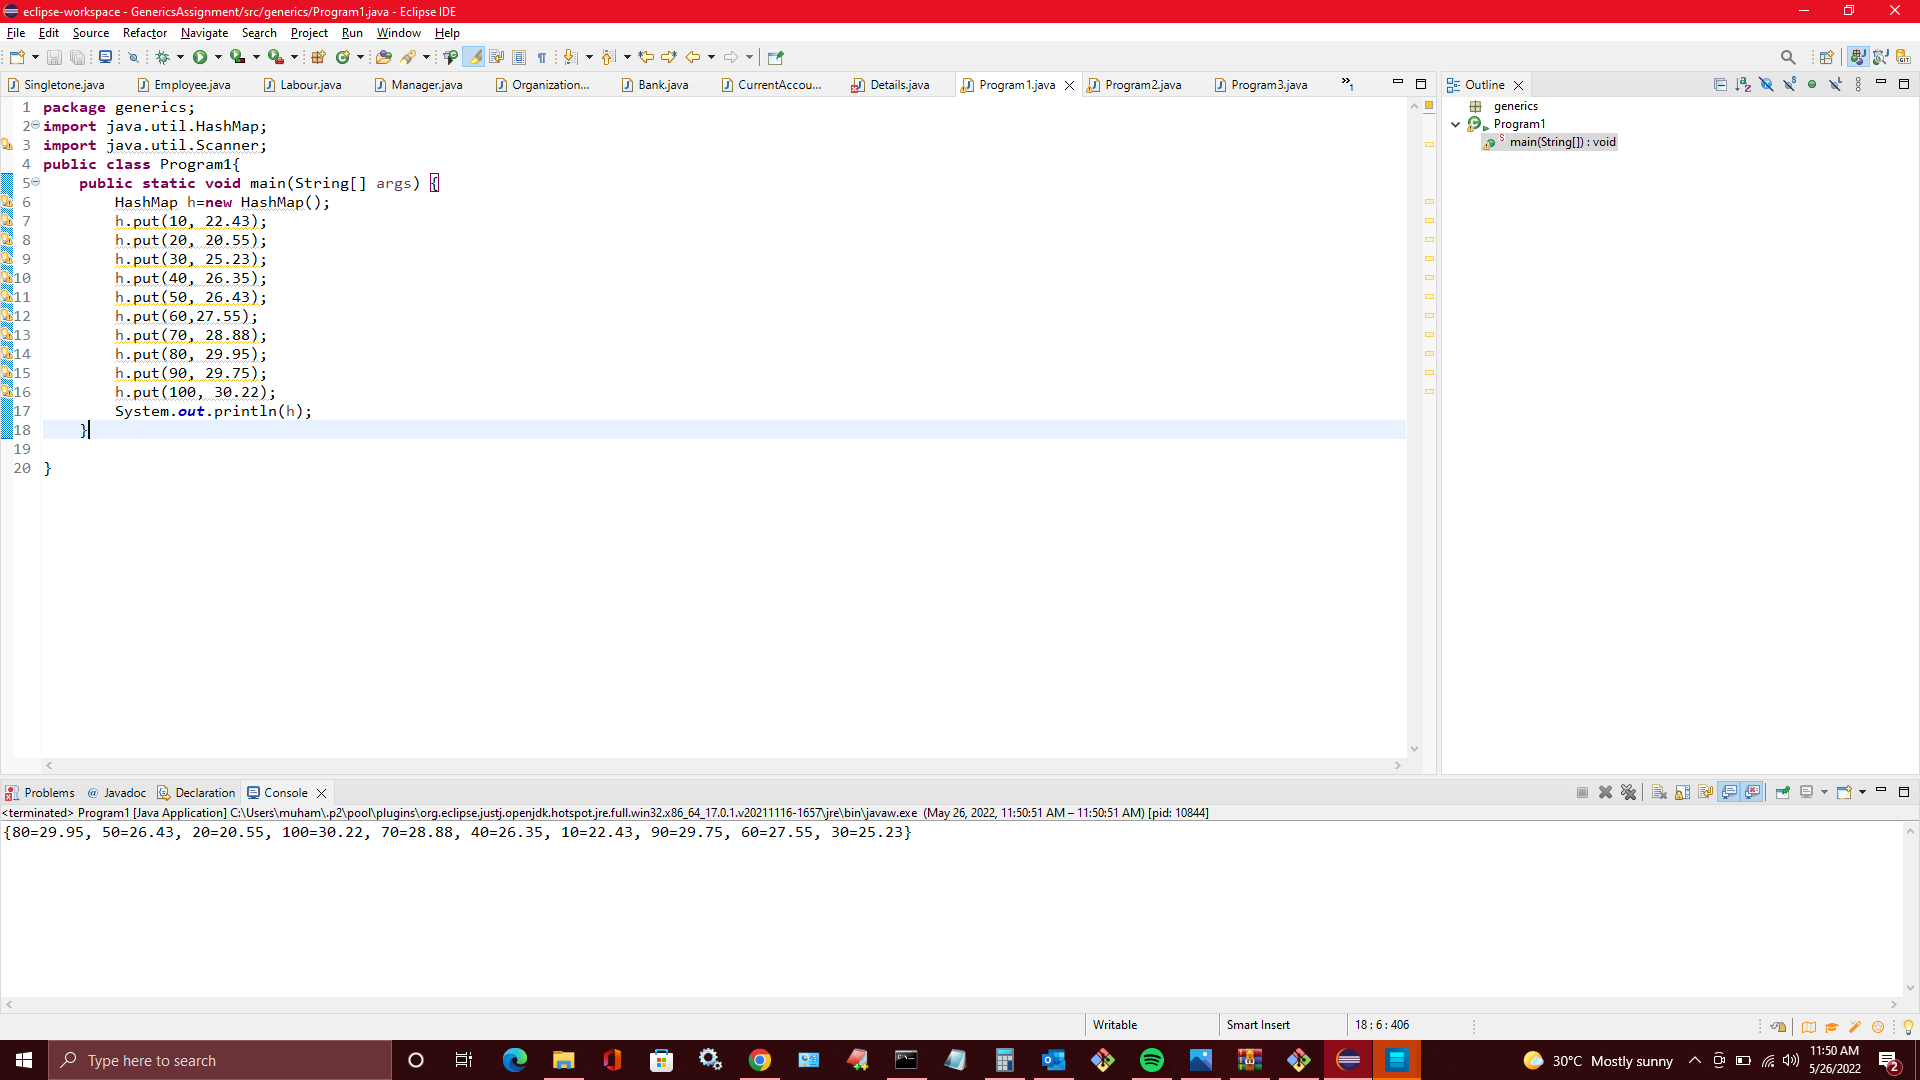 eclipse-workspace - GenericsAssignment/src/generics/Program1.java - Eclipse IDE
File Edit Source Refactor Navigate Search Project Run Window Help
Singletone.java Employee.java Labour.java Manager.java Organization... Bank.java CurrentAccou... Details.java Program1.java Program2.java Program3.java »1
Outline
generics
Program1
main(String[]) : void
1 package generics;
2 import java.util.HashMap;
3 import java.util.Scanner;
4 public class Program1{
5 public static void main(String[] args) {
6 HashMap h=new HashMap();
7 h.put(10, 22.43);
8 h.put(20, 20.55);
9 h.put(30, 25.23);
10 h.put(40, 26.35);
11 h.put(50, 26.43);
12 h.put(60,27.55);
13 h.put(70, 28.88);
14 h.put(80, 29.95);
15 h.put(90, 29.75);
16 h.put(100, 30.22);
17 System.out.println(h);
18 }
19
20 }
Problems @ Javadoc Declaration Console
<terminated> Program1 [Java Application] C:\Users\muham\.p2\pool\plugins\org.eclipse.justj.openjdk.hotspot.jre.full.win32.x86_64_17.0.1.v20211116-1657\jre\bin\javaw.exe (May 26, 2022, 11:50:51 AM – 11:50:51 AM) [pid: 10844]
{80=29.95, 50=26.43, 20=20.55, 100=30.22, 70=28.88, 40=26.35, 10=22.43, 90=29.75, 60=27.55, 30=25.23}
Writable Smart Insert 18 : 6 : 406
Type here to search
30°C Mostly sunny
11:50 AM
5/26/2022
2